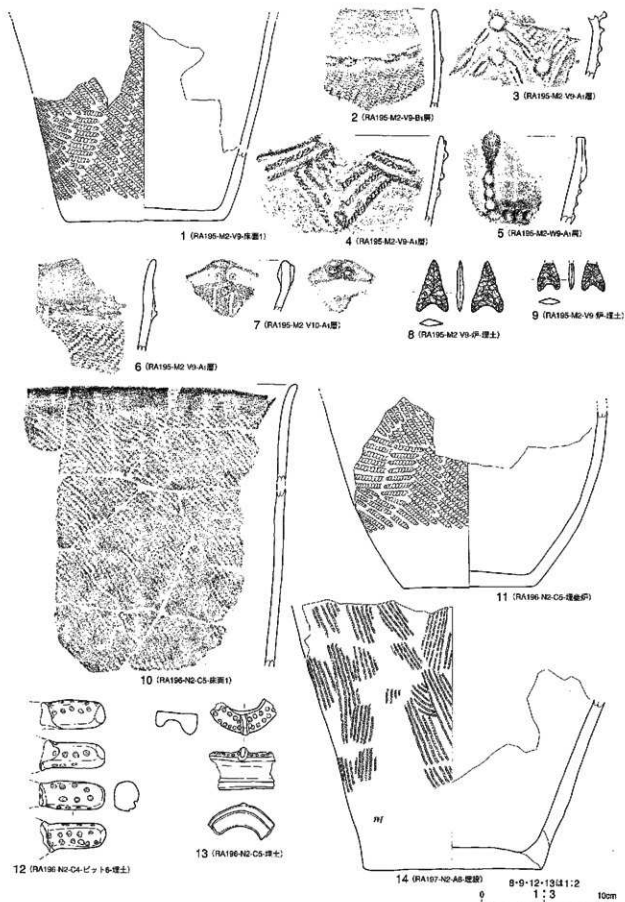 1 (RA195-M2-V9-床面1)
2 (RA195-M2-V9-B1層)
3 (RA195-M2-V9-A1層)
4 (RA195-M2-V9-A1層)
5 (RA195-M2-W9-A1層)
6 (RA195-M2 V9-A1層)
7 (RA195-M2 V10-A1層)
8 (RA195-M2 V9-炉-埋土)
9 (RA195-M2-V9 炉-埋土)
10 (RA196-N2-C5-床面1)
11 (RA196-N2-C5-埋設炉)
12 (RA196 N2-C4-ピット6-埋土)
13 (RA196-N2-C5-埋土)
14 (RA197-N2-A6-埋設)
8・9・12・13は1:2
0 1:3 10cm